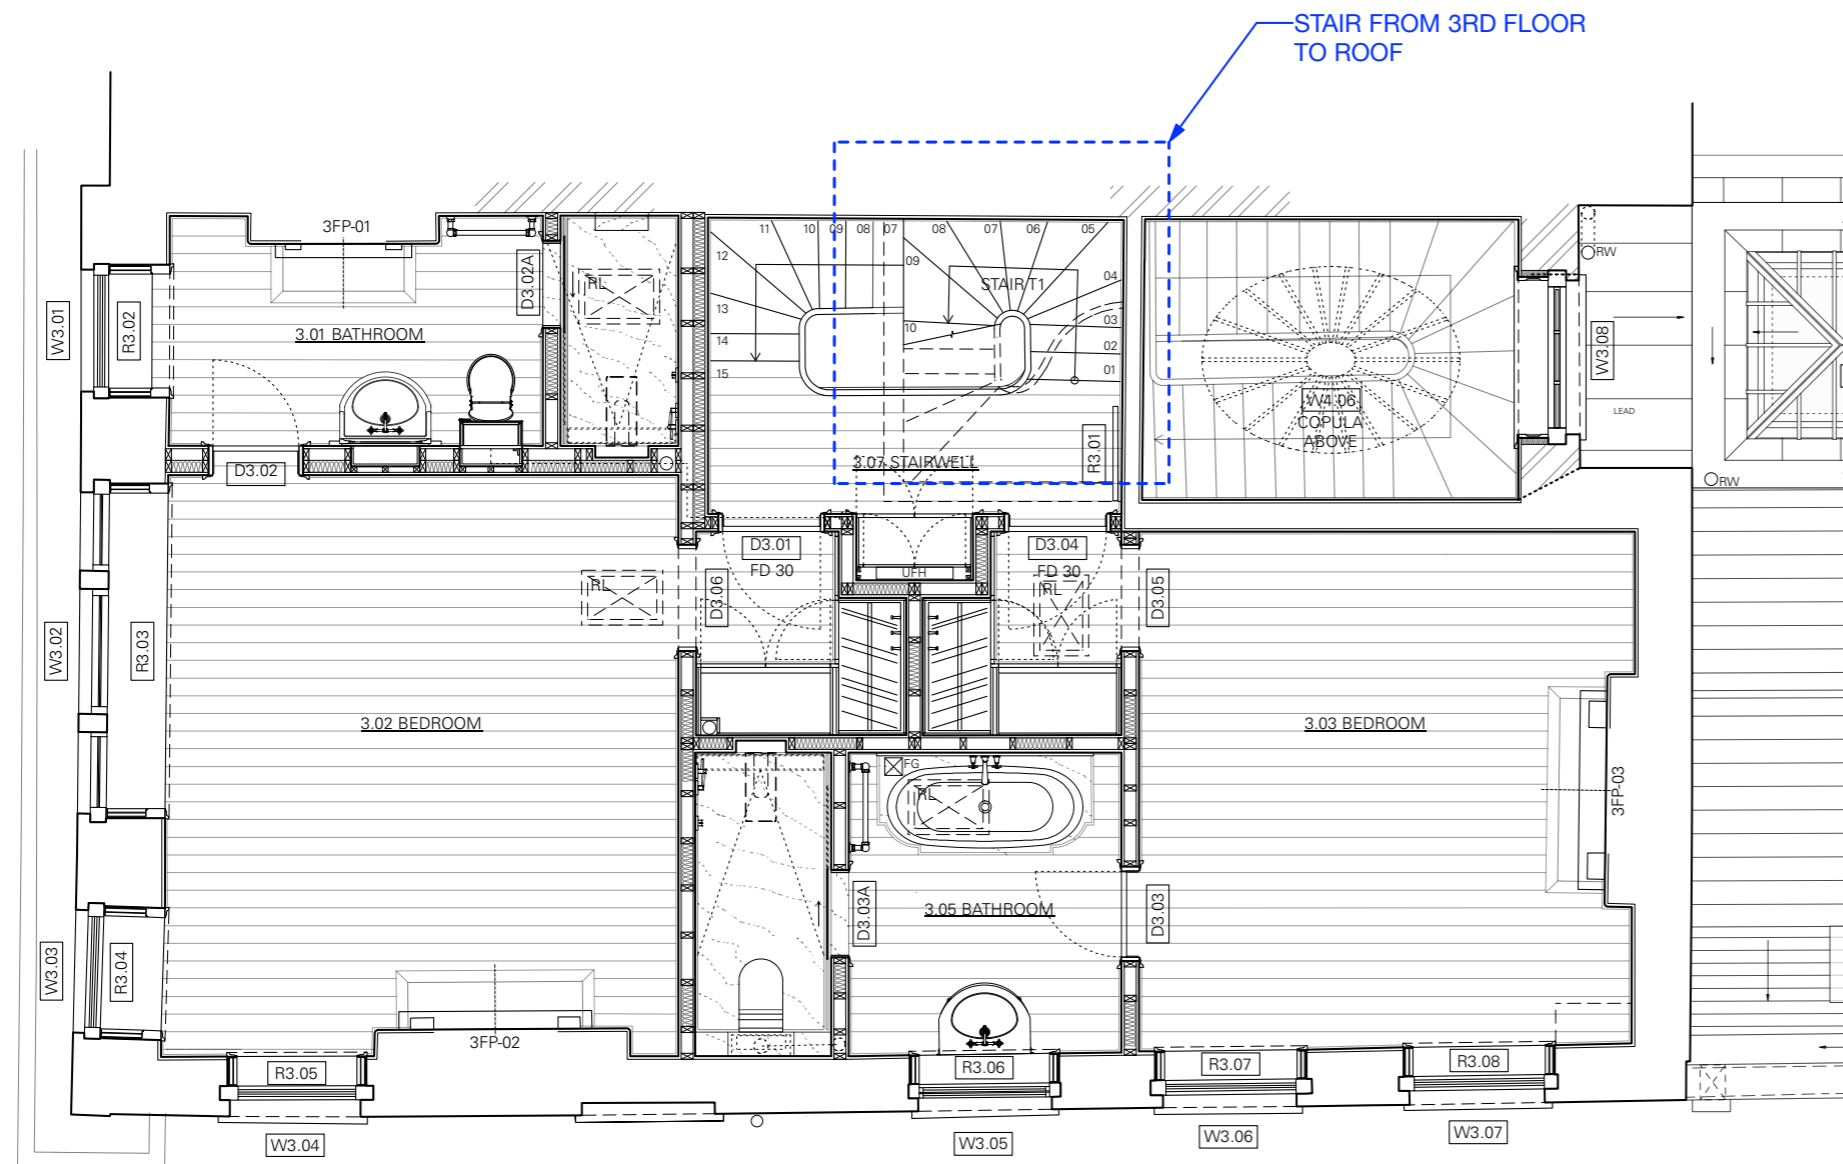 STAIR FROM 3RD FLOOR
TO ROOF
3FP-01
11
10
09
08
07
08
07
06
05
12
09
04
RW
D3.02A
RL
STAIR T1
W3.01
R3.02
3.01 BATHROOM
13
10
03
14
02
15
01
W3.08
W4.06
COPULA
ABOVE
LEAD
D3.02
3.07 STAIRWELL
R3.01
RW
D3.01
FD 30
D3.04
FD 30
UFH
RL
D3.06
RL
D3.05
W3.02
R3.03
3.02 BEDROOM
3.03 BEDROOM
FG
RL
3FP-03
D3.03A
3.05 BATHROOM
D3.03
W3.03
R3.04
3FP-02
R3.05
R3.06
R3.07
R3.08
W3.04
W3.05
W3.06
W3.07